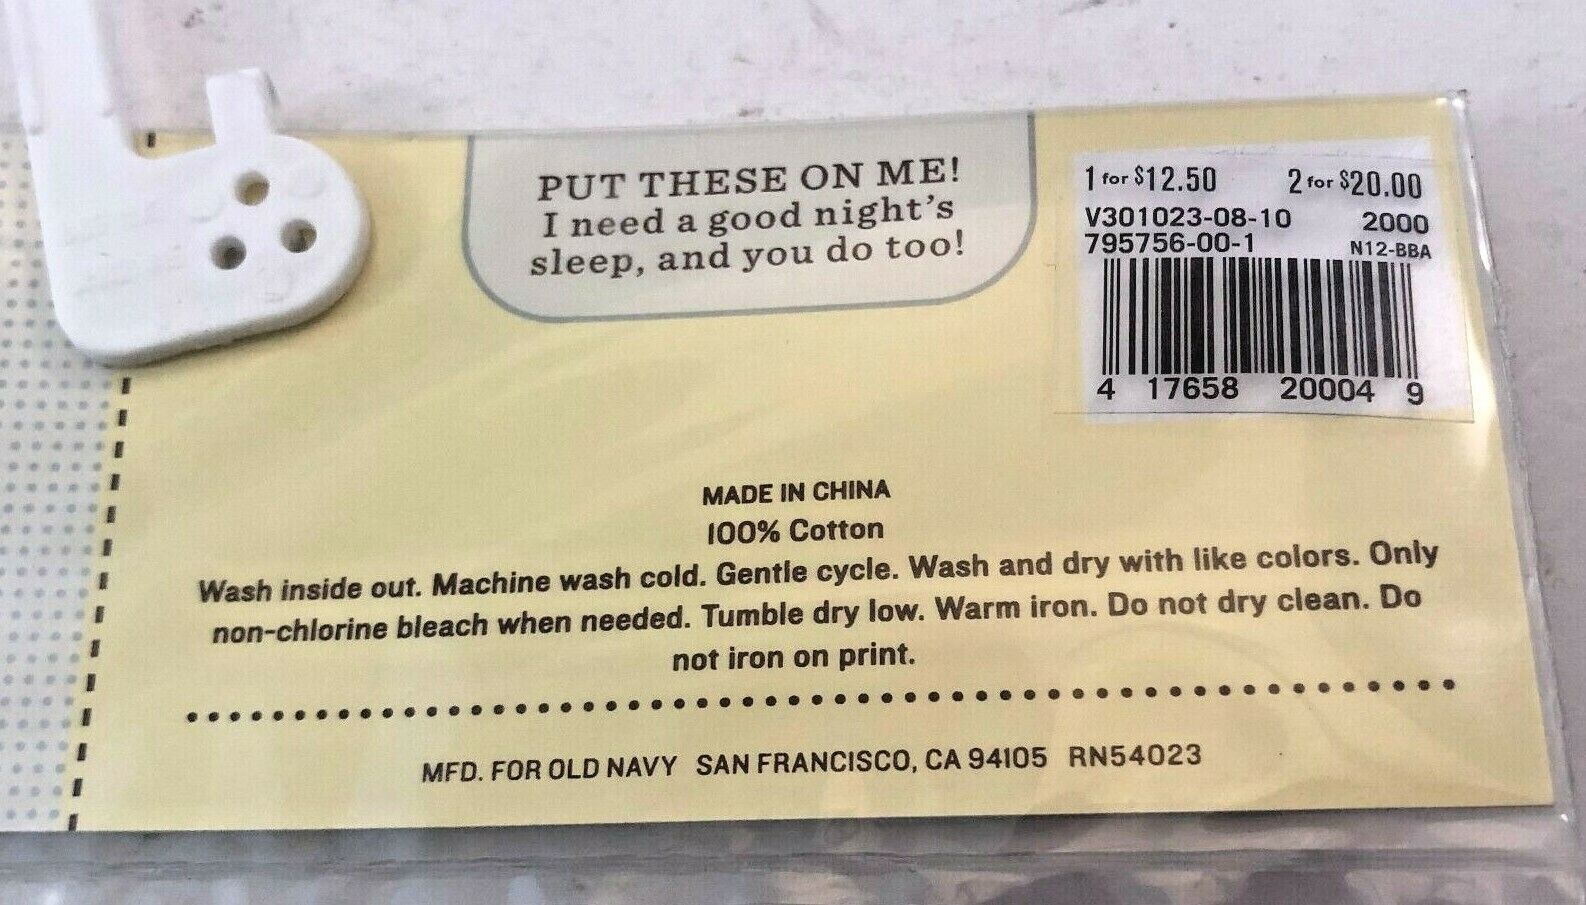 PUT THESE ON ME!
I need a good night's
sleep, and you do too!
1 for $12.50 2 for $20.00
V301023-08-10 2000
795756-00-1 N12-BBA
4 17658 20004 9
MADE IN CHINA
100% Cotton
Wash inside out. Machine wash cold. Gentle cycle. Wash and dry with like colors. Only
non-chlorine bleach when needed. Tumble dry low. Warm iron. Do not dry clean. Do
not iron on print.
MFD. FOR OLD NAVY SAN FRANCISCO, CA 94105 RN54023